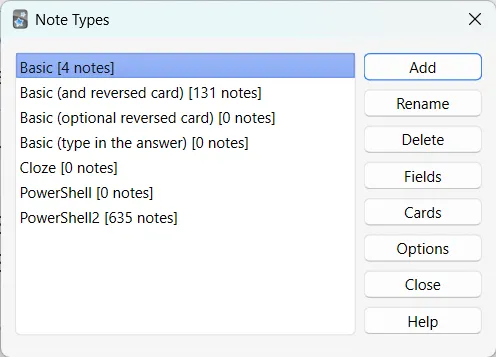 Note Types
Basic [4 notes]
Basic (and reversed card) [131 notes]
Basic (optional reversed card) [0 notes]
Basic (type in the answer) [0 notes]
Cloze [0 notes]
PowerShell [0 notes]
PowerShell2 [635 notes]
Add
Rename
Delete
Fields
Cards
Options
Close
Help